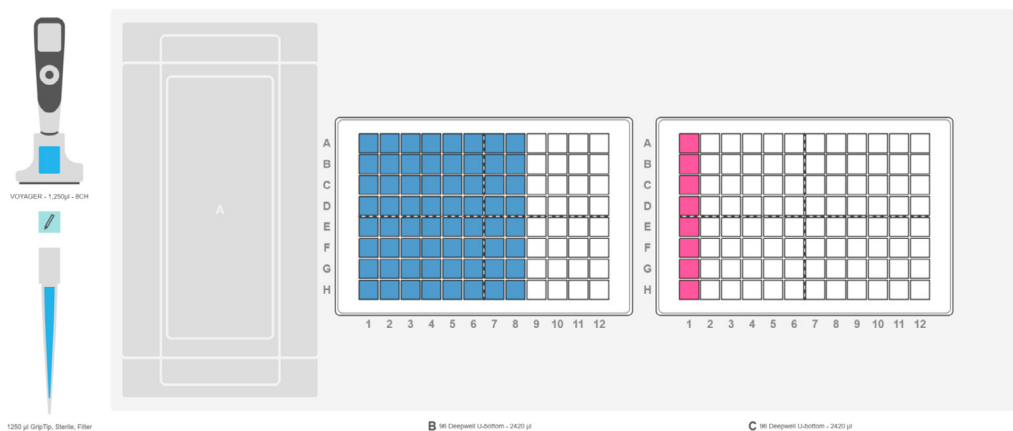 A
A
B
C
D
E
F
G
H
1 2 3 4 5 6 7 8 9 10 11 12
A
B
C
D
E
F
G
H
1 2 3 4 5 6 7 8 9 10 11 12
VOYAGER - 1,250µl - 8CH
1250 µl GripTip, Sterile, Filter
B 96 Deepwell U-bottom - 2420 µl
C 96 Deepwell U-bottom - 2420 µl